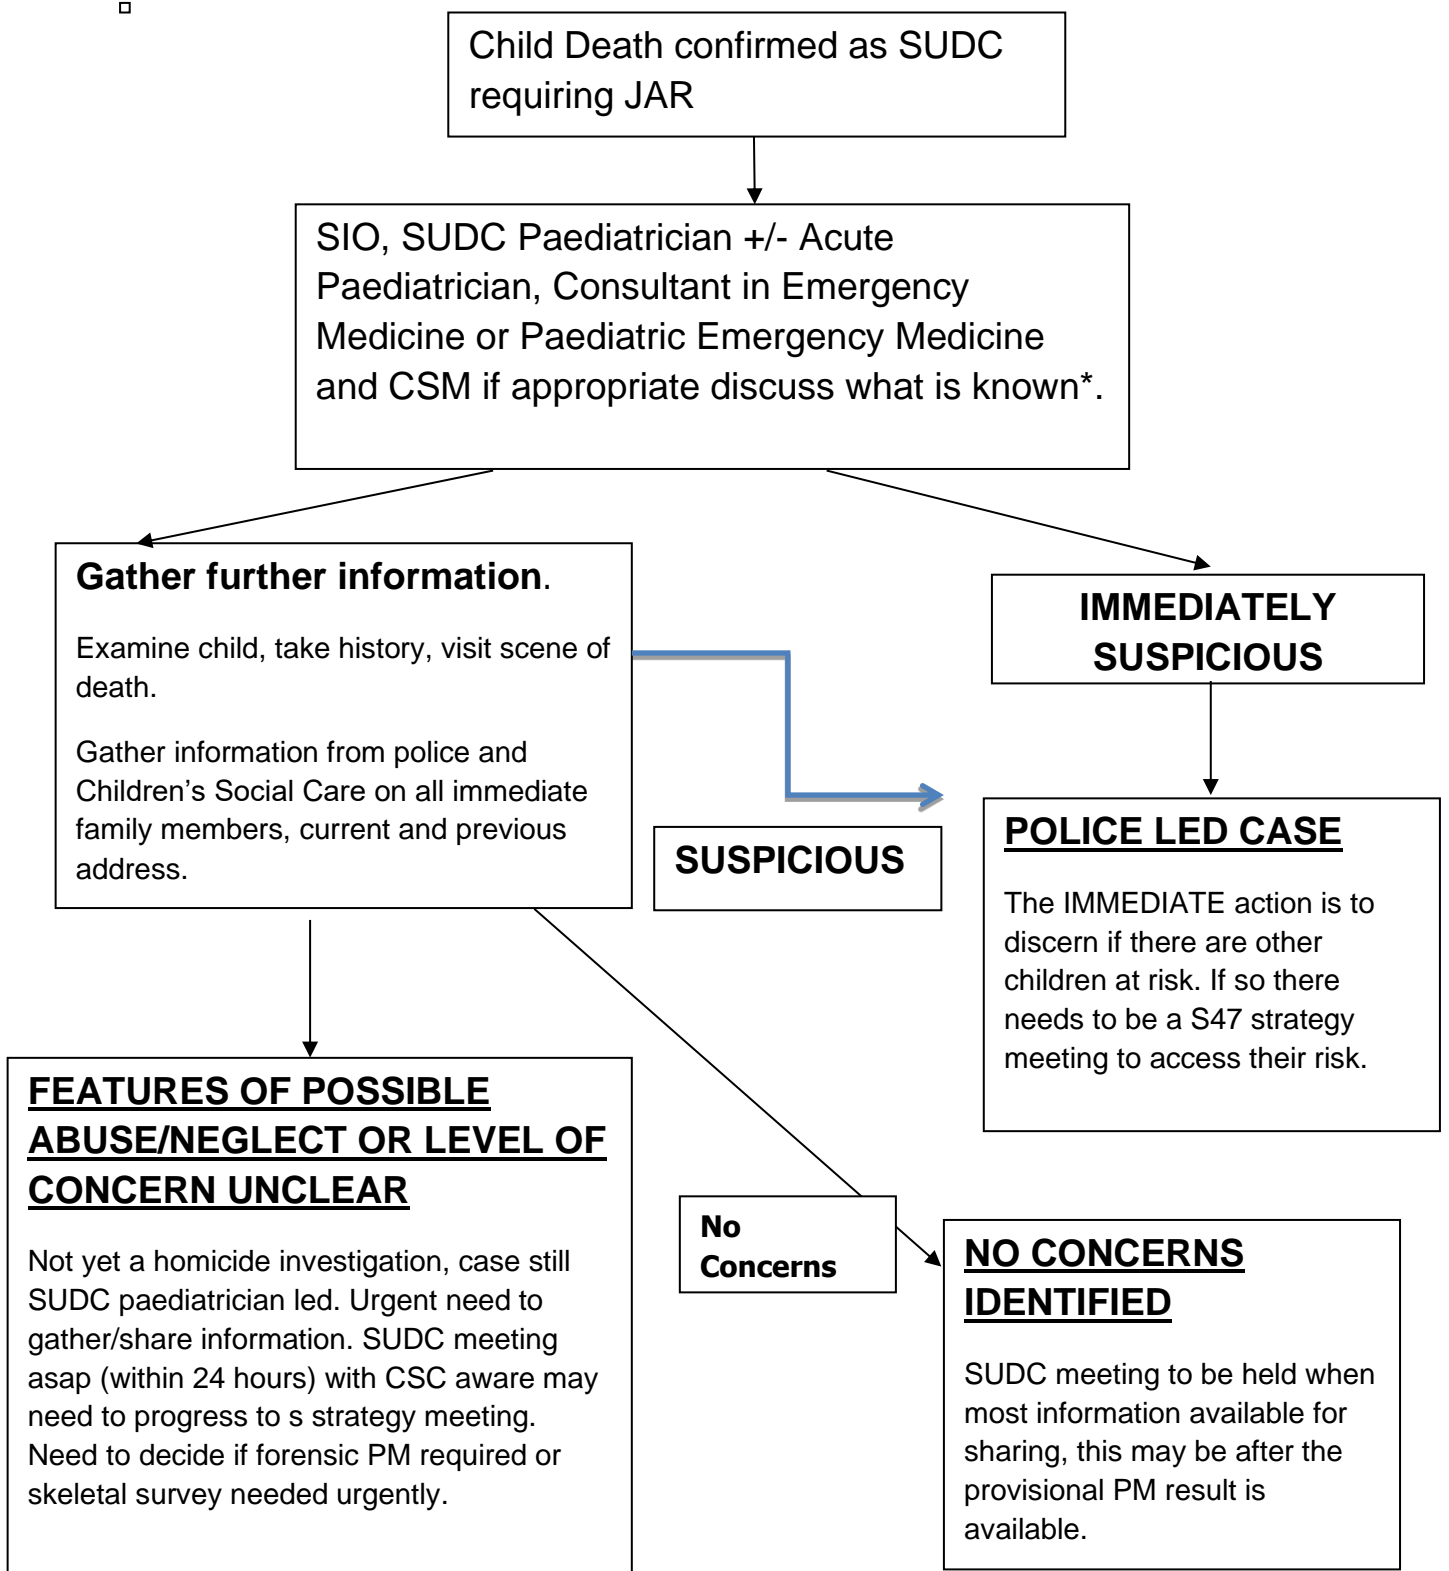 Child Death confirmed as SUDC
requiring JAR
SIO, SUDC Paediatrician +/- Acute
Paediatrician, Consultant in Emergency
Medicine or Paediatric Emergency Medicine
and CSM if appropriate discuss what is known*.
Gather further information.
Examine child, take history, visit scene of
death.
Gather information from police and
Children’s Social Care on all immediate
family members, current and previous
address.
IMMEDIATELY
SUSPICIOUS
SUSPICIOUS
POLICE LED CASE
The IMMEDIATE action is to
discern if there are other
children at risk. If so there
needs to be a S47 strategy
meeting to access their risk.
FEATURES OF POSSIBLE
ABUSE/NEGLECT OR LEVEL OF
CONCERN UNCLEAR
Not yet a homicide investigation, case still
SUDC paediatrician led. Urgent need to
gather/share information. SUDC meeting
asap (within 24 hours) with CSC aware may
need to progress to s strategy meeting.
Need to decide if forensic PM required or
skeletal survey needed urgently.
No
Concerns
NO CONCERNS
IDENTIFIED
SUDC meeting to be held when
most information available for
sharing, this may be after the
provisional PM result is
available.